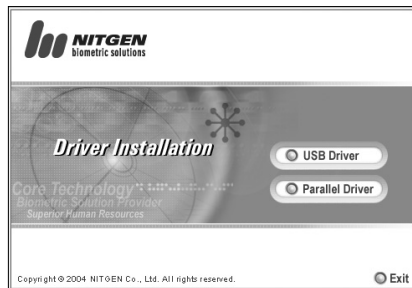 NITGEN
biometric solutions
Driver Installation
USB Driver
Parallel Driver
Core Technology
Biometric Solution Provider
Superior Human Resources
Copyright © 2004 NITGEN Co., Ltd. All rights reserved.
Exit